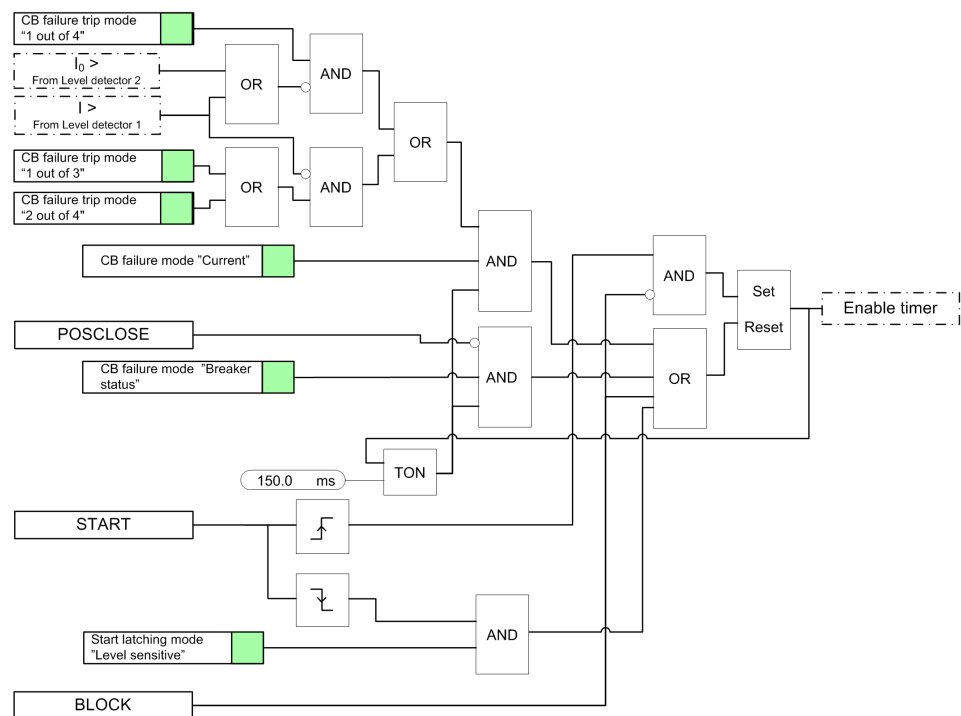 CB failure trip mode
“1 out of 4"
I0 >
From Level detector 2
I >
From Level detector 1
CB failure trip mode
“1 out of 3"
CB failure trip mode
“2 out of 4"
OR
AND
OR
AND
OR
CB failure mode ”Current”
AND
POSCLOSE
CB failure mode ”Breaker
status”
AND
150.0 ms
TON
AND
OR
Set
Reset
Enable timer
START
Start latching mode
”Level sensitive”
AND
BLOCK